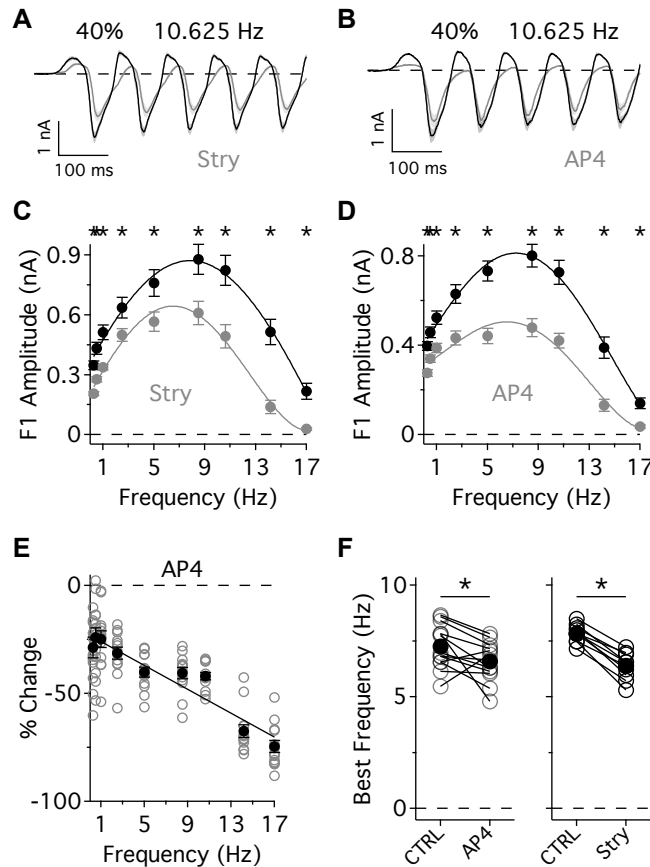 A
40% 10.625 Hz
1 nA
100 ms
Stry
B
40% 10.625 Hz
1 nA
100 ms
AP4
C
* * * * * * * * *
F1 Amplitude (nA)
0.9
0.6
0.3
0
Stry
1 5 9 13 17
Frequency (Hz)
D
* * * * * * * * *
F1 Amplitude (nA)
0.8
0.4
0
AP4
1 5 9 13 17
Frequency (Hz)
E
AP4
% Change
0
-50
-100
1 5 9 13 17
Frequency (Hz)
F
Best Frequency (Hz)
10
5
0
*
CTRL AP4
*
CTRL Stry